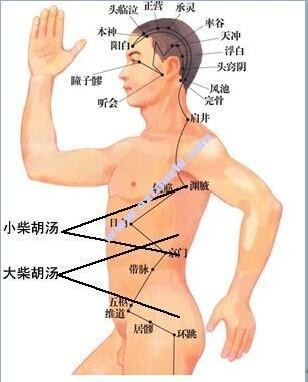 正营
头临泣
承灵
率谷
本神
天冲
阳白
浮白
头窍阴
瞳子髎
风池
听会
完骨
肩井
渊腋
小柴胡汤
日月
京门
大柴胡汤
带脉
五枢
维道
居髎
环跳